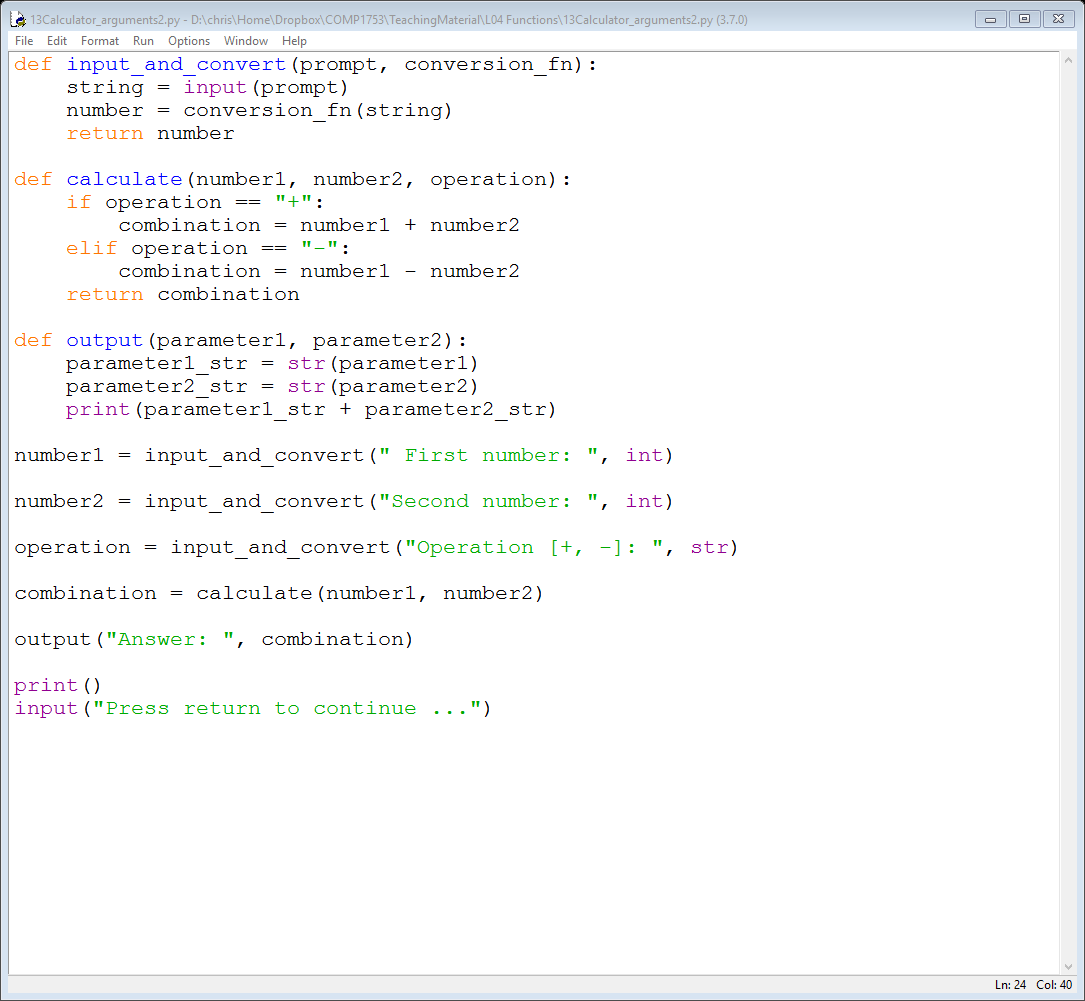 13Calculator_arguments2.py - D:\chris\Home\Dropbox\COMP1753\TeachingMaterial\L04 Functions\13Calculator_arguments2.py (3.7.0)
File Edit Format Run Options Window Help
def input_and_convert(prompt, conversion_fn):
    string = input(prompt)
    number = conversion_fn(string)
    return number

def calculate(number1, number2, operation):
    if operation == "+":
        combination = number1 + number2
    elif operation == "-":
        combination = number1 - number2
    return combination

def output(parameter1, parameter2):
    parameter1_str = str(parameter1)
    parameter2_str = str(parameter2)
    print(parameter1_str + parameter2_str)

number1 = input_and_convert(" First number: ", int)

number2 = input_and_convert("Second number: ", int)

operation = input_and_convert("Operation [+, -]: ", str)

combination = calculate(number1, number2)

output("Answer: ", combination)

print()
input("Press return to continue ...")
Ln: 24 Col: 40